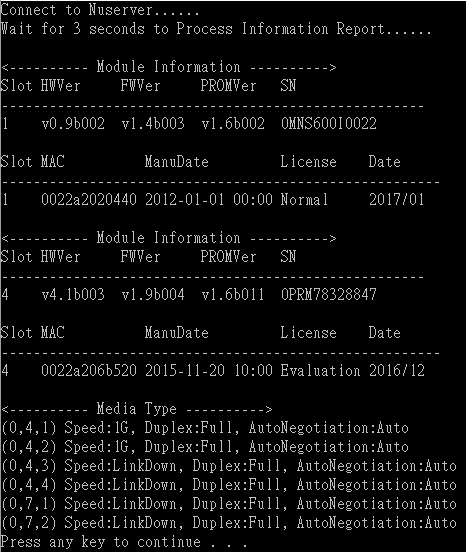 Connect to Nuserver......
Wait for 3 seconds to Process Information Report......
<---------- Module Information ---------->
Slot HWVer FWVer PROMVer SN
-----------------------------------------------------
1 v0.9b002 v1.4b003 v1.6b002 0MNS600I0022
Slot MAC ManuDate License Date
-------------------------------------------------------
1 0022a2020440 2012-01-01 00:00 Normal 2017/01
<---------- Module Information ---------->
Slot HWVer FWVer PROMVer SN
-----------------------------------------------------
4 v4.1b003 v1.9b004 v1.6b011 0PRM78328847
Slot MAC ManuDate License Date
-------------------------------------------------------
4 0022a206b520 2015-11-20 10:00 Evaluation 2016/12
<---------- Media Type ---------->
(0,4,1) Speed:1G, Duplex:Full, AutoNegotiation:Auto
(0,4,2) Speed:1G, Duplex:Full, AutoNegotiation:Auto
(0,4,3) Speed:LinkDown, Duplex:Full, AutoNegotiation:Auto
(0,4,4) Speed:LinkDown, Duplex:Full, AutoNegotiation:Auto
(0,7,1) Speed:LinkDown, Duplex:Full, AutoNegotiation:Auto
(0,7,2) Speed:LinkDown, Duplex:Full, AutoNegotiation:Auto
Press any key to continue . . .